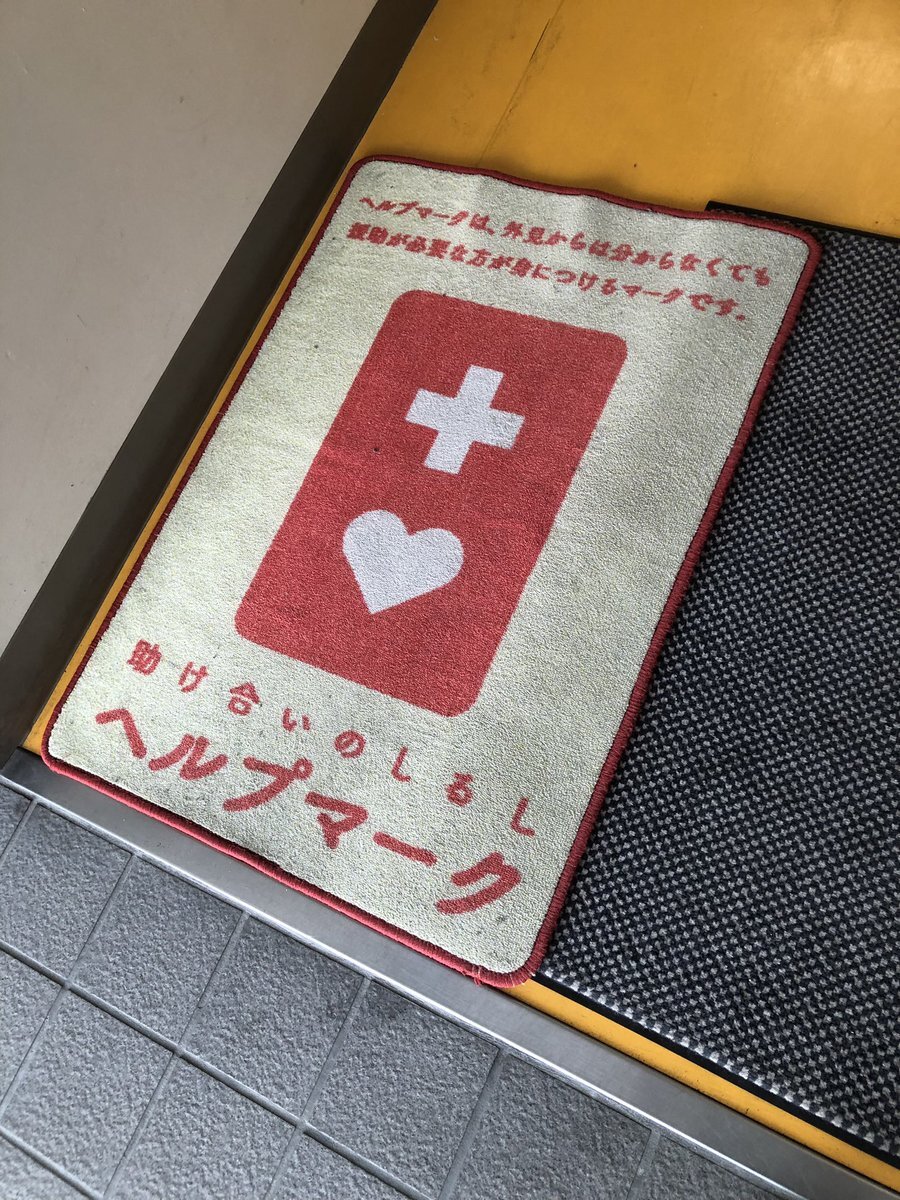 ヘルプマークは、外見からは分からなくても
援助が必要な方が身につけるマークです。
助け合いのしるし
ヘルプマーク